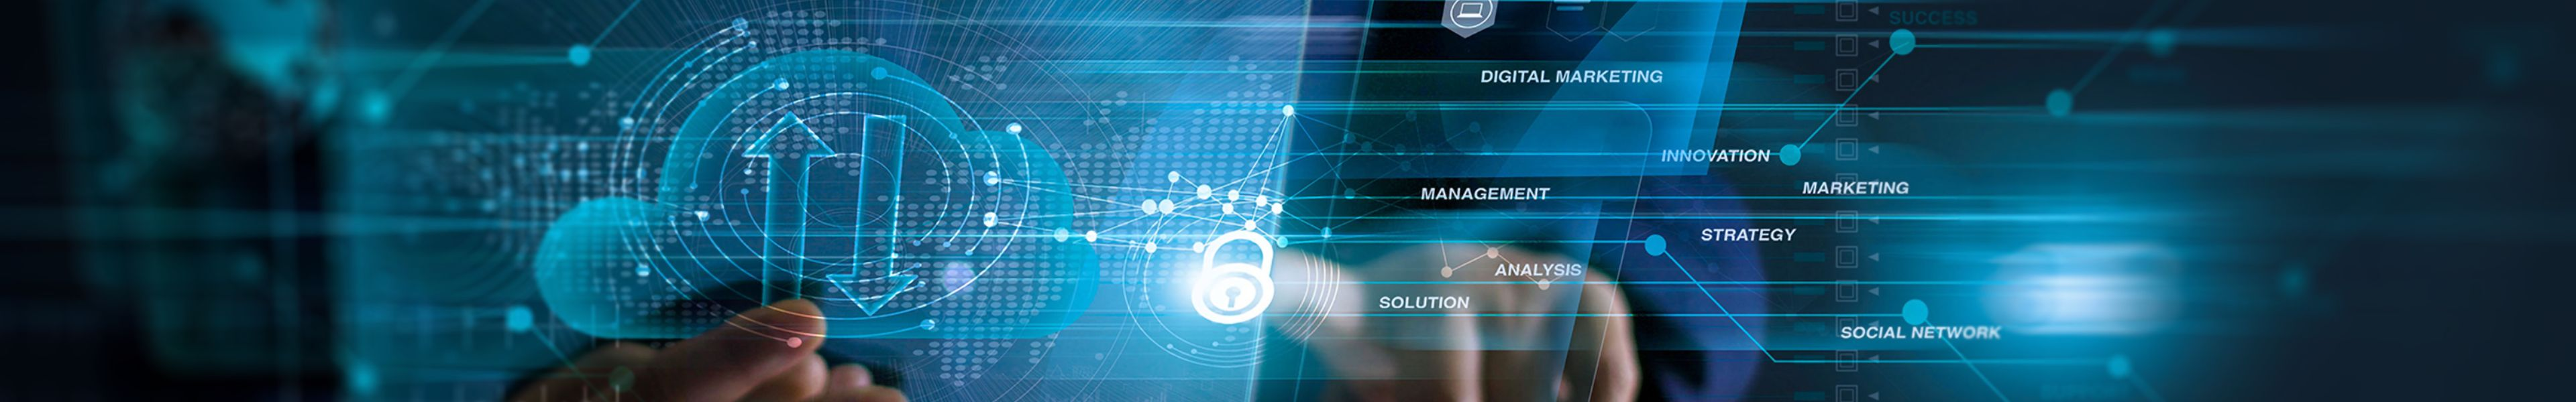 SUCCESS
DIGITAL MARKETING
INNOVATION
MARKETING
MANAGEMENT
STRATEGY
ANALYSIS
SOLUTION
SOCIAL NETWORK